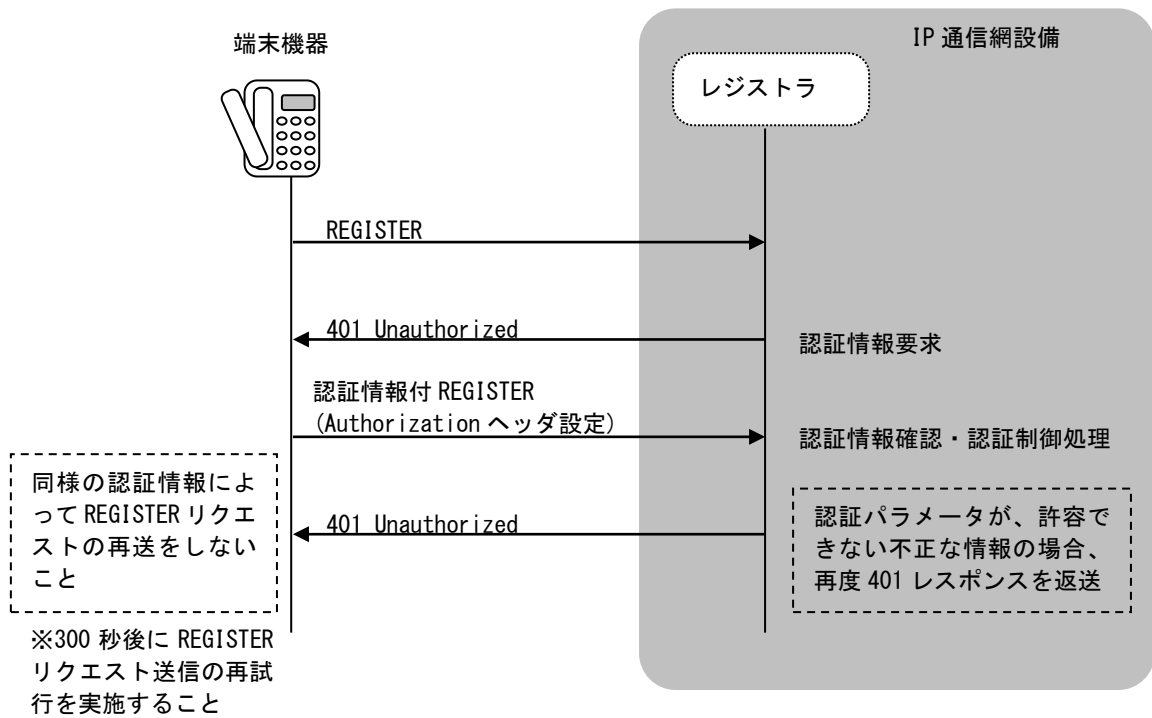 端末機器
IP 通信網設備
レジストラ
REGISTER
401 Unauthorized
認証情報要求
認証情報付 REGISTER
(Authorization ヘッダ設定)
認証情報確認・認証制御処理
同様の認証情報によ
って REGISTER リクエ
ストの再送をしない
こと
401 Unauthorized
認証パラメータが、許容で
きない不正な情報の場合、
再度 401 レスポンスを返送
※300 秒後に REGISTER
リクエスト送信の再試
行を実施すること